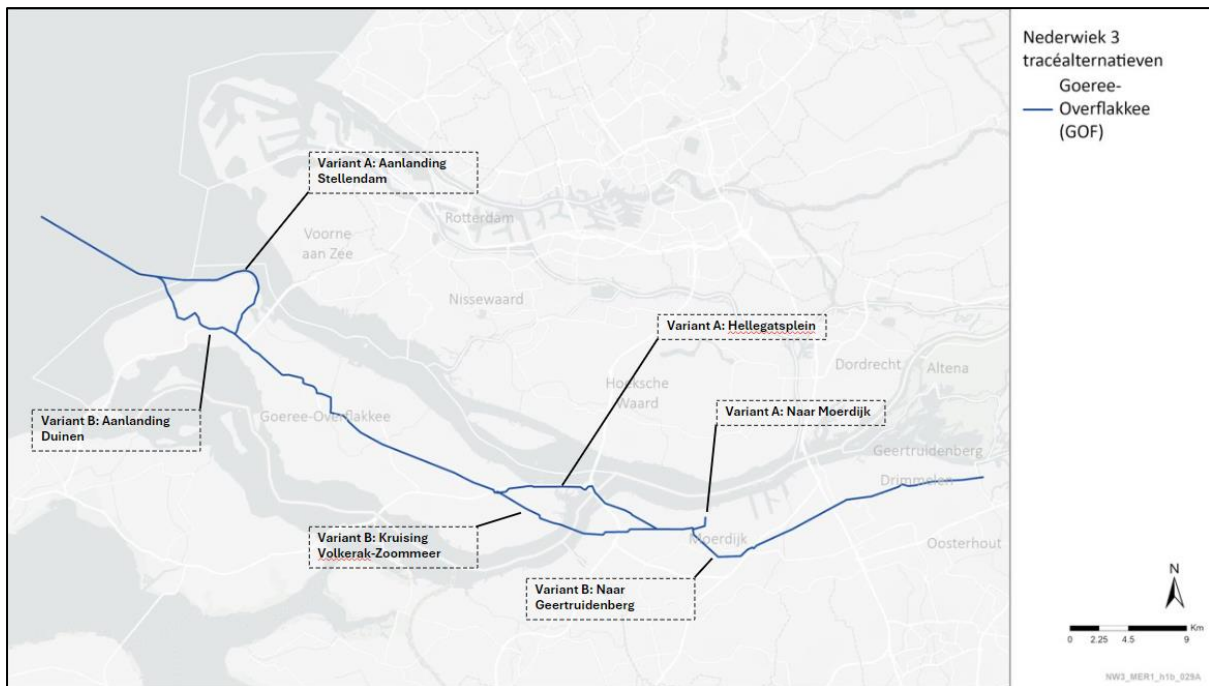 Nederwiek 3
tracéalternatieven
Goeree-
Overflakkee
(GOF)
Variant A: Aanlanding
Stellendam
Voorne
aan Zee
Rotterdam
Nissewaard
Variant A: Hellegatsplein
Dordrecht
Altena
Hoeksche
Waard
Variant A: Naar Moerdijk
Variant B: Aanlanding
Duinen
Goeree-Overflakkee
Geertruidenberg
Drimmelen
Variant B: Kruising
Volkerak-Zoommeer
Moerdijk
Oosterhout
Variant B: Naar
Geertruidenberg
N
Km
0 2.25 4.5 9
NW3_MER1_h1b_029A